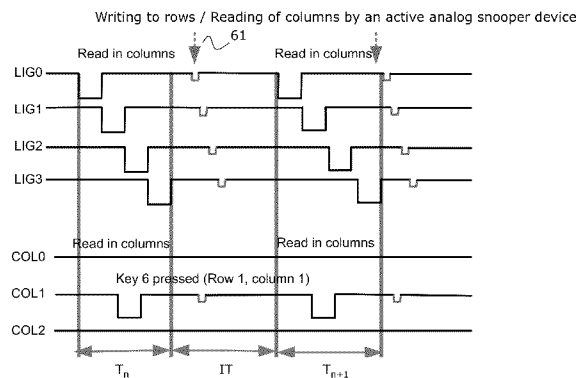 Writing to rows / Reading of columns by an active analog snooper device
61
Read in columns Read in columns
LIG0
LIG1
LIG2
LIG3
Read in columns Read in columns
COL0
Key 6 pressed (Row 1, column 1)
COL1
COL2
Tn IT Tn+1